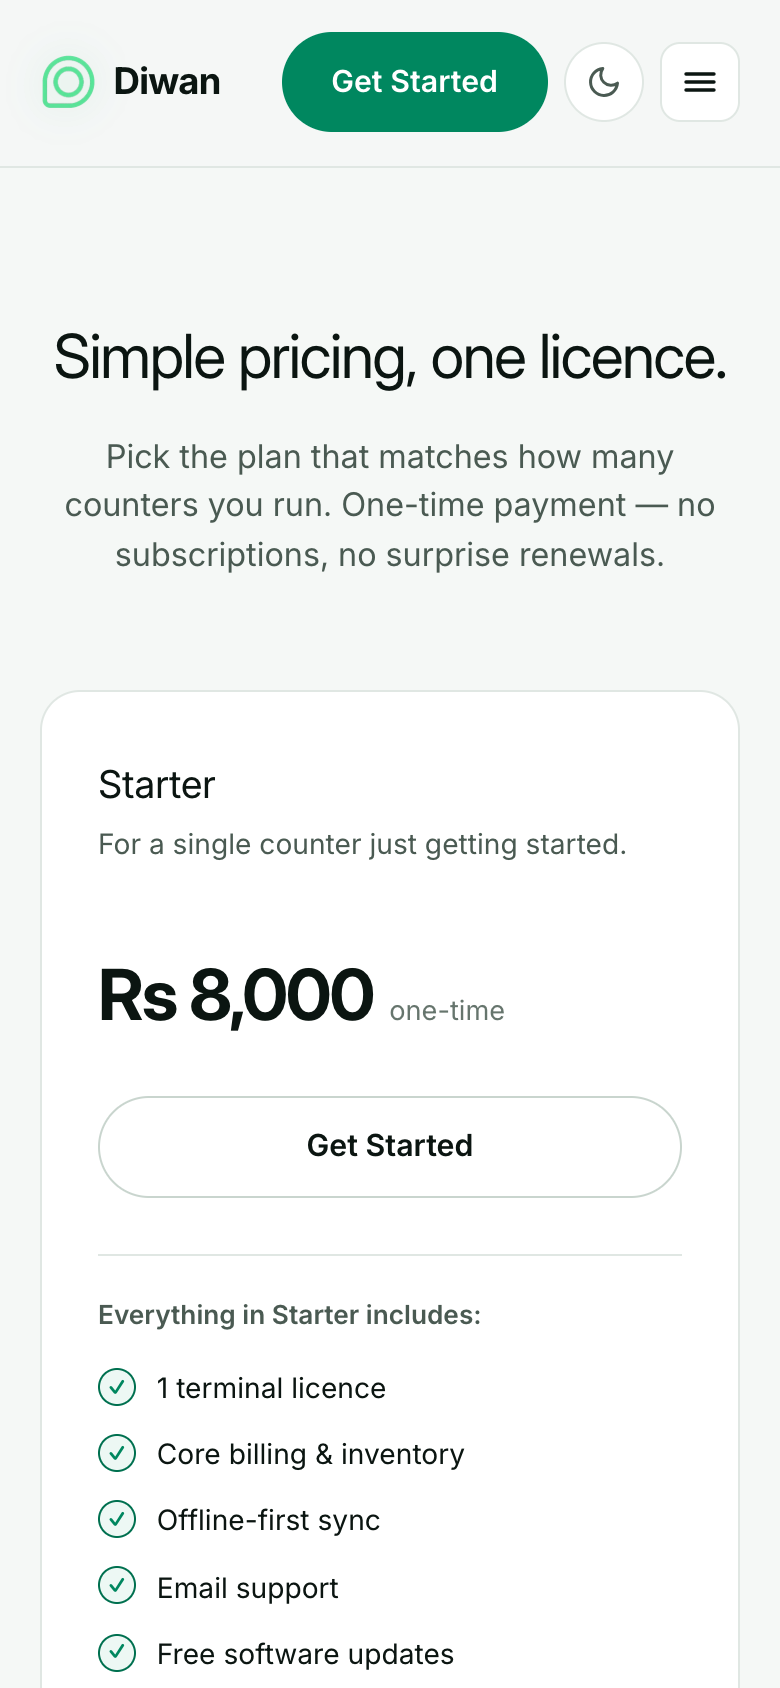 Diwan
Get Started
Simple pricing, one licence.
Pick the plan that matches how many
counters you run. One-time payment — no
subscriptions, no surprise renewals.
Starter
For a single counter just getting started.
Rs 8,000 one-time
Get Started
Everything in Starter includes:
1 terminal licence
Core billing & inventory
Offline-first sync
Email support
Free software updates